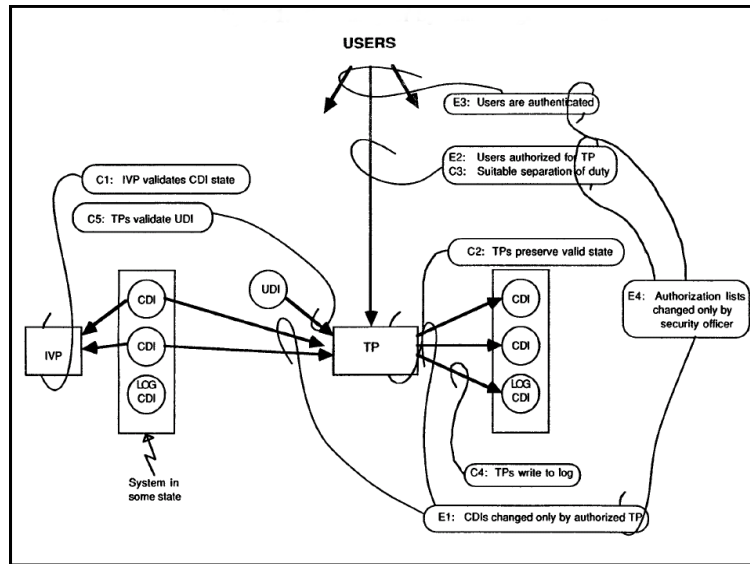 USERS
E3: Users are authenticated
E2: Users authorized for TP
C3: Suitable separation of duty
C1: IVP validates CDI state
C5: TPs validate UDI
C2: TPs preserve valid state
UDI
CDI
CDI
CDI
CDI
LOG
CDI
LOG
CDI
IVP
TP
E4: Authorization lists
changed only by
security officer
System in
some state
C4: TPs write to log
E1: CDIs changed only by authorized TP